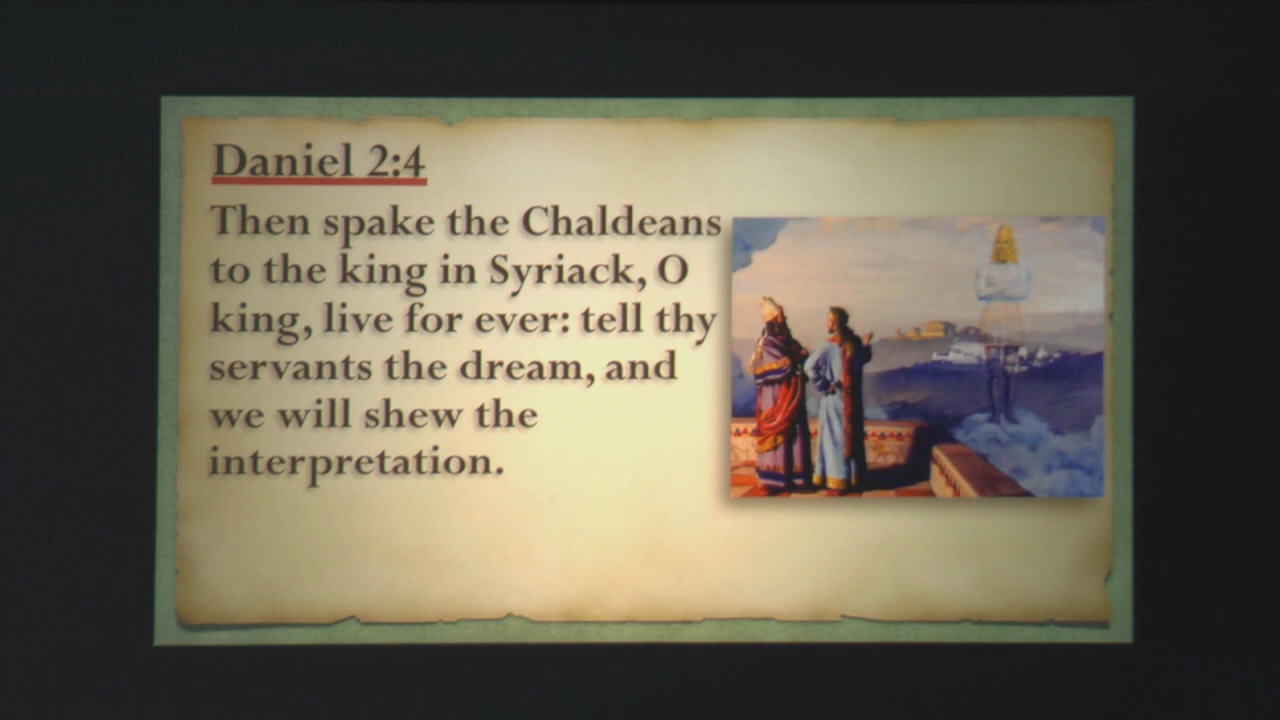 Daniel 2:4
Then spake the Chaldeans
to the king in Syriack, O
king, live for ever: tell thy
servants the dream, and
we will shew the
interpretation.